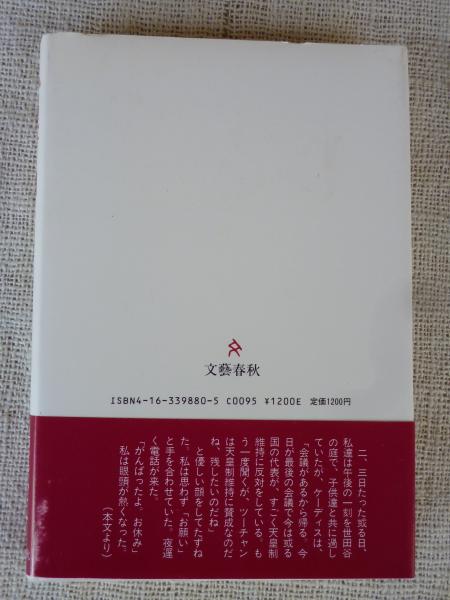 文藝春秋
ISBN4-16-339880-5 C0095 ¥1200E 定価1200円
二、三日たった或る日、
私達は午後の一刻を世田谷
の庭で、子供達と共に過し
ていたが、ケーディスは、
「会議があるから帰る。今
日が最後の会議で今は或る
国の代表が、すごく天皇制
維持に反対をしている。も
う一度聞くが、ツーチャン
は天皇制維持に賛成なのだ
ね、残したいのだね」
と優しい頭をしてたずね
た。私は思わず「お願い」
と手を合わせていた。夜遅
く電話が来た。
「がんばったよ。お休み」
私は眼頭が熱くなった。
（本文より）